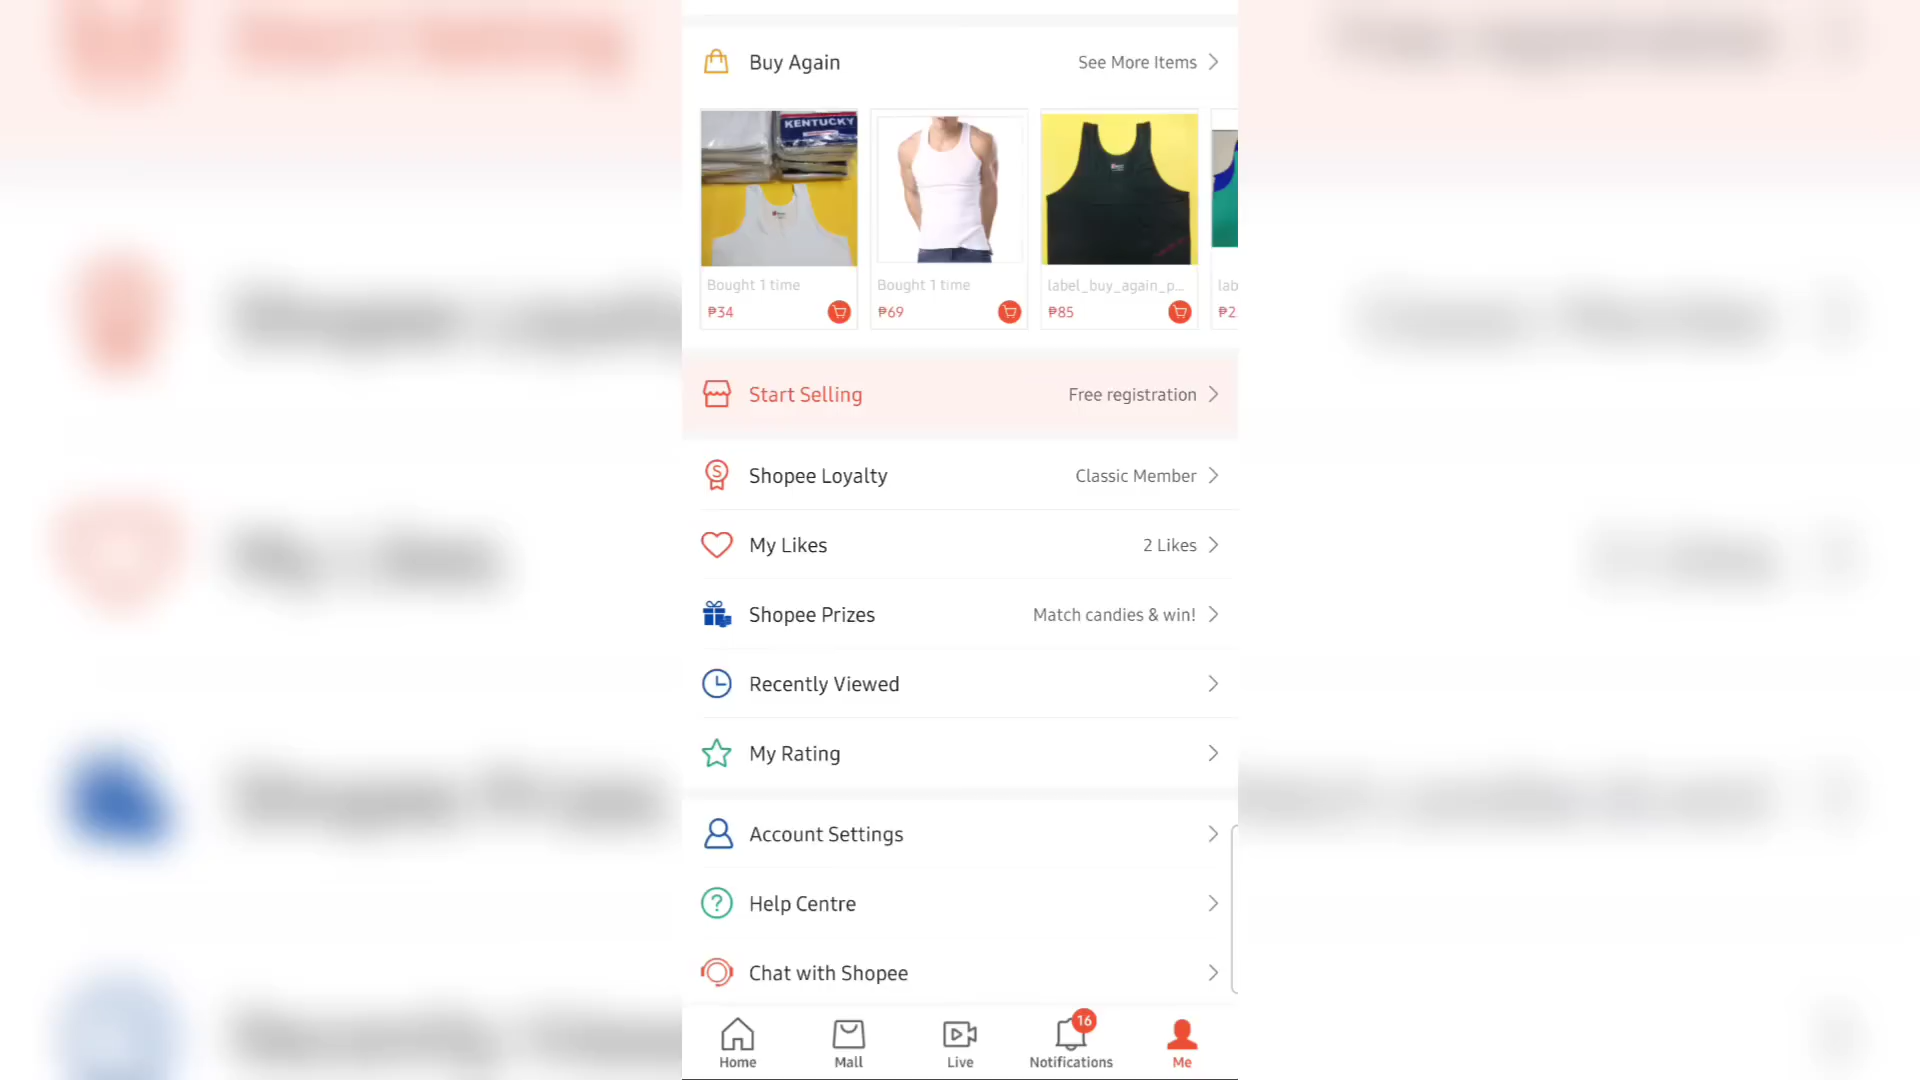 Buy Again
See More Items
KENTUCKY
Bought 1 time
Bought 1 time
label_buy_again_p...
lab
₱34
₱69
₱85
₱2
Start Selling
Free registration
Shopee Loyalty
Classic Member
My Likes
2 Likes
Shopee Prizes
Match candies & win!
Recently Viewed
My Rating
Account Settings
Help Centre
Chat with Shopee
16
Home
Mall
Live
Notifications
Me